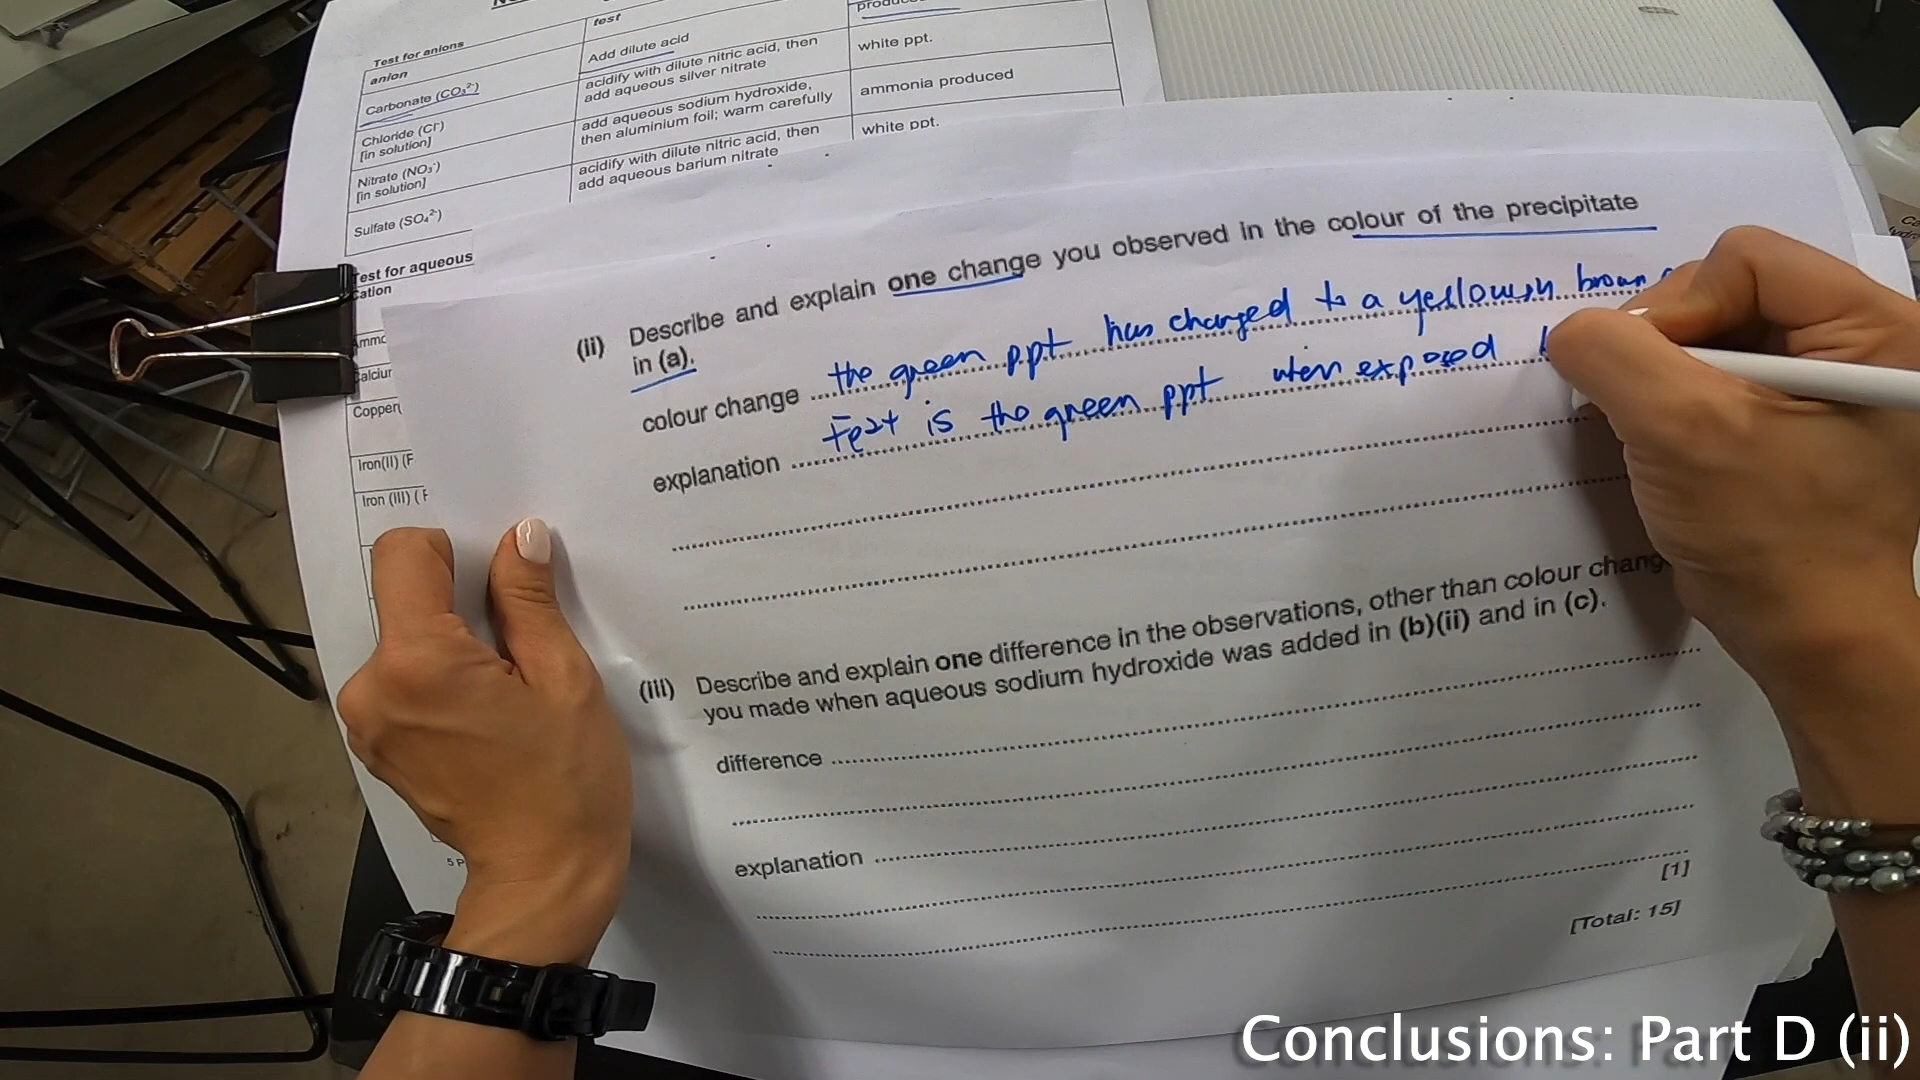 test
Test for anions
anion
Add dilute acid
Carbonate (CO₃²⁻)
acidify with dilute nitric acid, then
add aqueous silver nitrate
white ppt.
Chloride (Cl⁻)
[in solution]
add aqueous sodium hydroxide,
then aluminium foil; warm carefully
ammonia produced
Nitrate (NO₃⁻)
[in solution]
acidify with dilute nitric acid, then
add aqueous barium nitrate
white ppt.
Sulfate (SO₄²⁻)
Test for aqueous
cation
Iron(II) (F
Iron (III) ( F
(ii) Describe and explain one change you observed in the colour of the precipitate
in (a).
colour change the green ppt has changed to a yellowish brown
explanation Fe2+ is the green ppt when exposed
(iii) Describe and explain one difference in the observations, other than colour chang
you made when aqueous sodium hydroxide was added in (b)(ii) and in (c).
difference
explanation
[1]
[Total: 15]
5 P
Conclusions: Part D (ii)